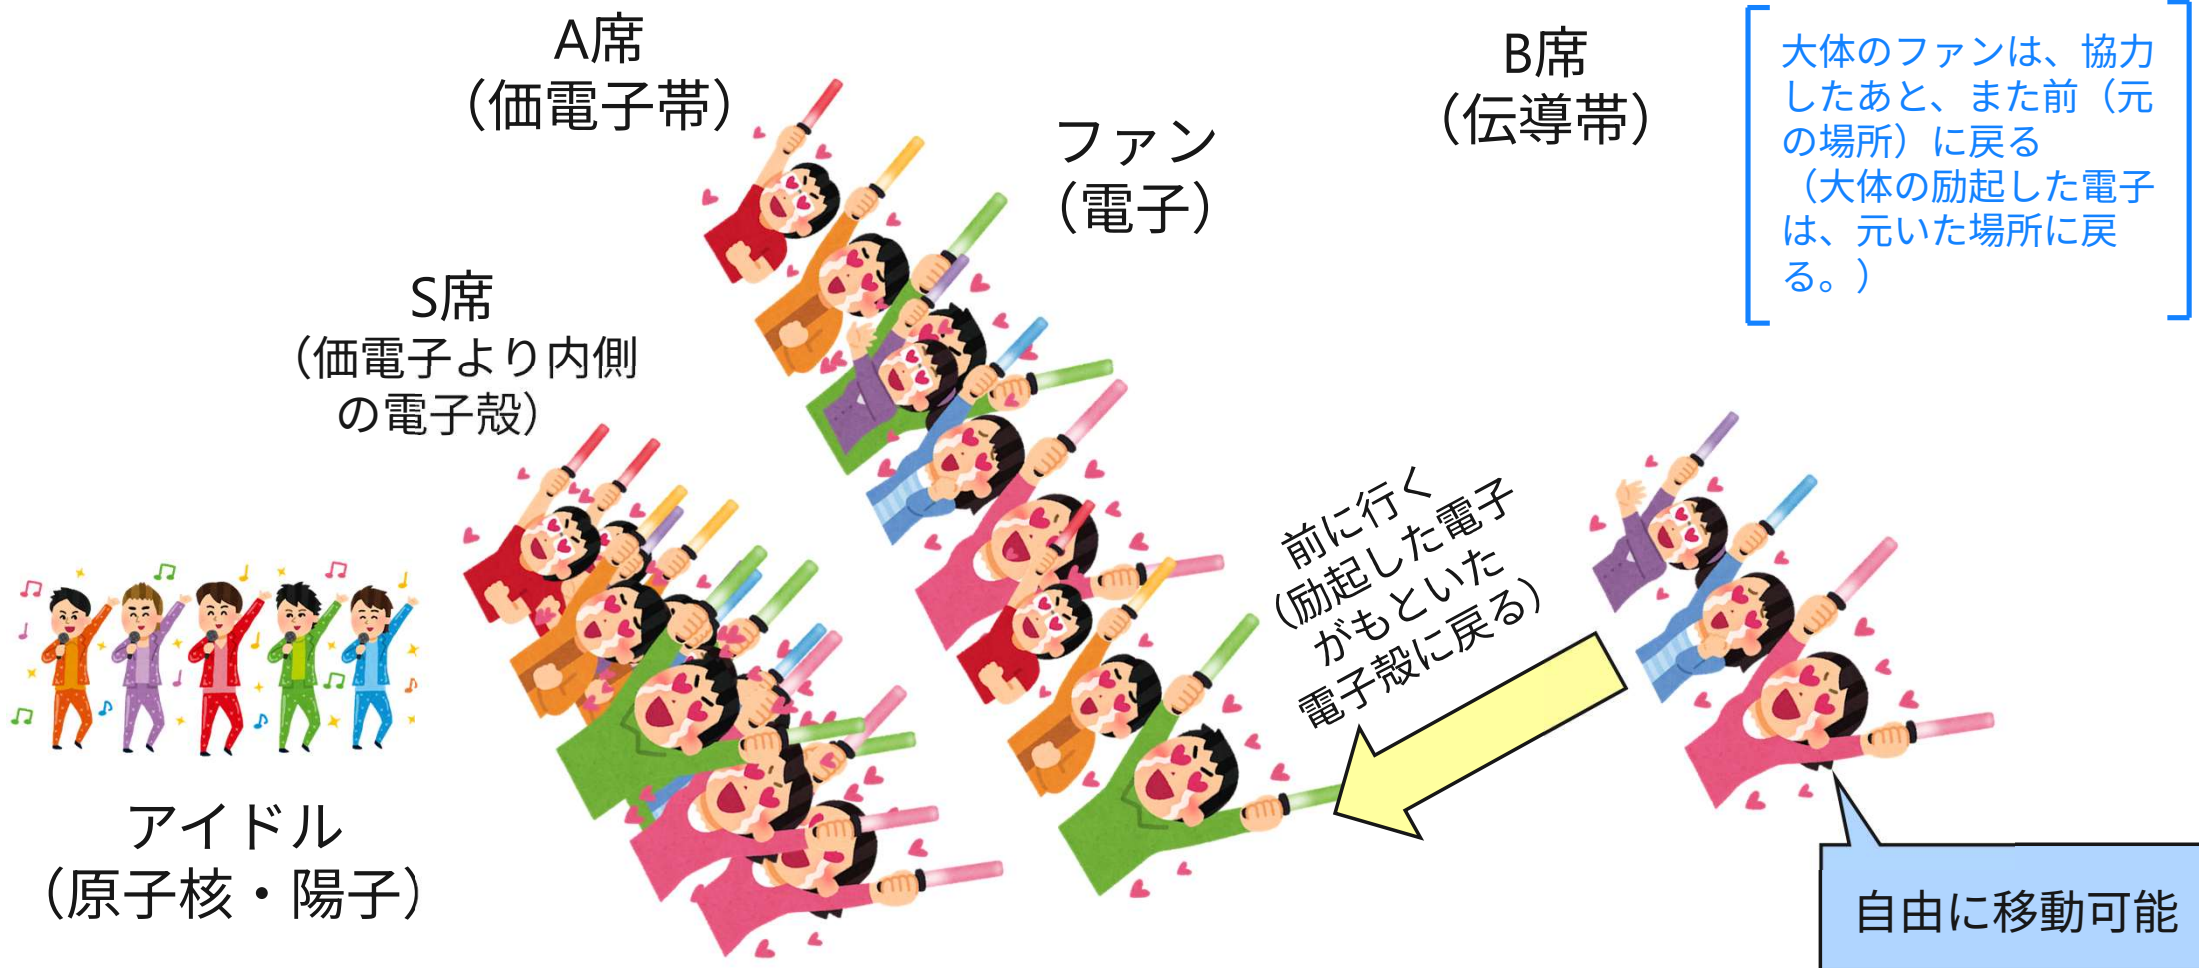 A席
（価電子帯）
B席
（伝導帯）
大体のファンは、協力
したあと、また前（元
の場所）に戻る
（大体の励起した電子
は、元いた場所に戻
る。）
ファン
（電子）
S席
（価電子より内側
の電子殻）
前に行く
（励起した電子
がもといた
電子殻に戻る）
アイドル
（原子核・陽子）
自由に移動可能